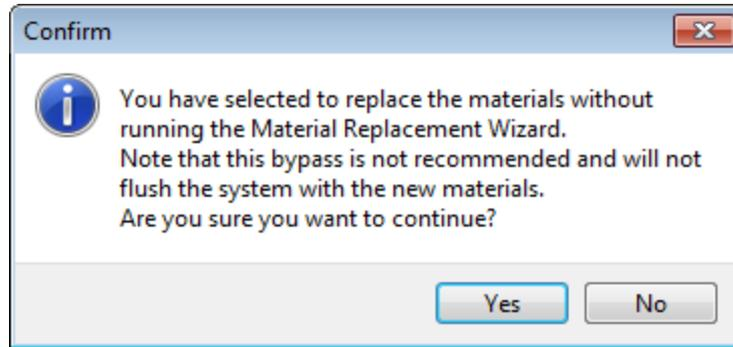 Confirm
You have selected to replace the materials without
running the Material Replacement Wizard.
Note that this bypass is not recommended and will not
flush the system with the new materials.
Are you sure you want to continue?
Yes
No